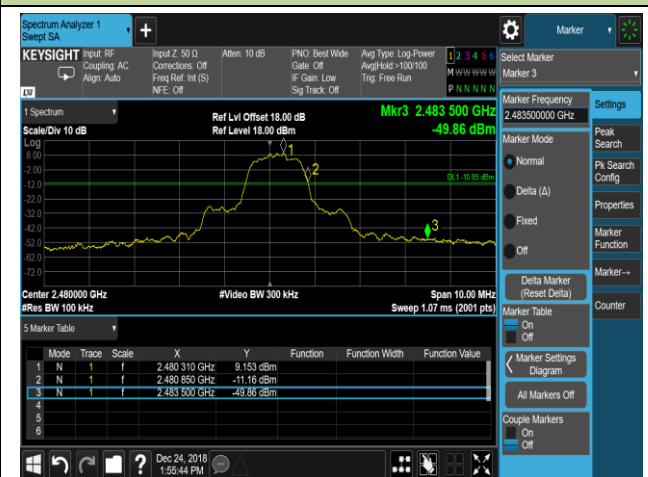 Spectrum Analyzer 1
Swept SA
+
Marker
KEYSIGHT
Input: RF
Coupling: AC
Align: Auto
Input Z: 50 Ω
Corrections: Off
Freq Ref: Int (S)
NFE: Off
Atten: 10 dB
PNO: Best Wide
Gate: Off
IF Gain: Low
Sig Track: Off
Avg Type: Log-Power
Avg|Hold:>100/100
Trig: Free Run
1 2 3 4 5 6
M W W W W W
P N N N N N
LXI
Select Marker
Marker 3
1 Spectrum
Scale/Div 10 dB
Ref Lvl Offset 18.00 dB
Ref Level 18.00 dBm
Mkr3 2.483 500 GHz
-49.86 dBm
Log
8.00
-2.00
-12.0
-22.0
-32.0
-42.0
-52.0
-62.0
-72.0
1
2
3
DL1 -10.85 dBm
Center 2.480000 GHz
#Res BW 100 kHz
#Video BW 300 kHz
Span 10.00 MHz
Sweep 1.07 ms (2001 pts)
5 Marker Table
Mode Trace Scale X Y Function Function Width Function Value
1 N 1 f 2.480 310 GHz 9.153 dBm
2 N 1 f 2.480 850 GHz -11.16 dBm
3 N 1 f 2.483 500 GHz -49.86 dBm
4
5
6
Marker Frequency
2.483500000 GHz
Marker Mode
Normal
Delta (Δ)
Fixed
Off
Delta Marker
(Reset Delta)
Marker Table
On
Off
Marker Settings
Diagram
All Markers Off
Couple Markers
On
Off
Settings
Peak
Search
Pk Search
Config
Properties
Marker
Function
Marker→
Counter
?
Dec 24, 2018
1:55:44 PM